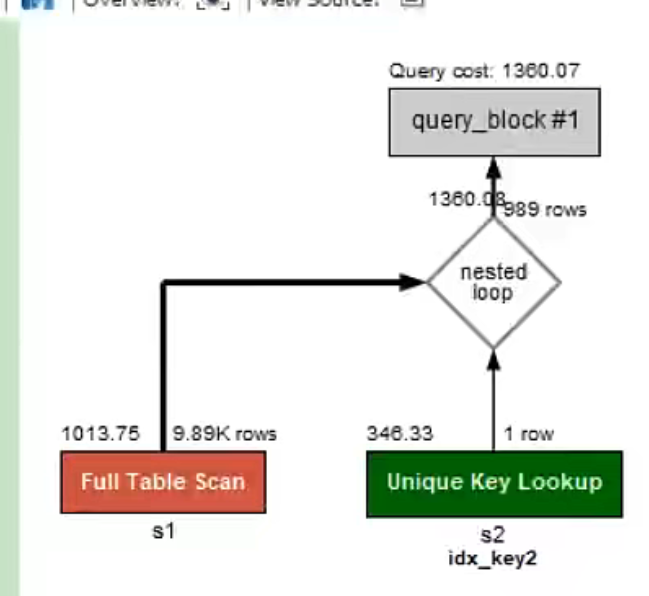 Overview:
View Source:
Query cost: 1360.07
query_block #1
1360.08
989 rows
nested
loop
1013.75
9.89K rows
346.33
1 row
Full Table Scan
Unique Key Lookup
s1
s2
idx_key2